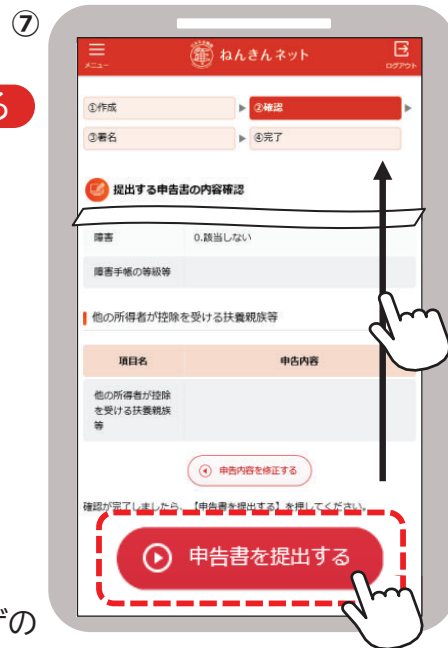 ⑦
る
メニュー
ねんきんネット
ログアウト
①作成
②確認
③署名
④完了
提出する申告書の内容確認
障害
0.該当しない
障害手帳の等級等
他の所得者が控除を受ける扶養親族等
項目名
申告内容
他の所得者が控除
を受ける扶養親族
等
申告内容を修正する
確認が完了しましたら、【申告書を提出する】を押してください。
申告書を提出する
ずの